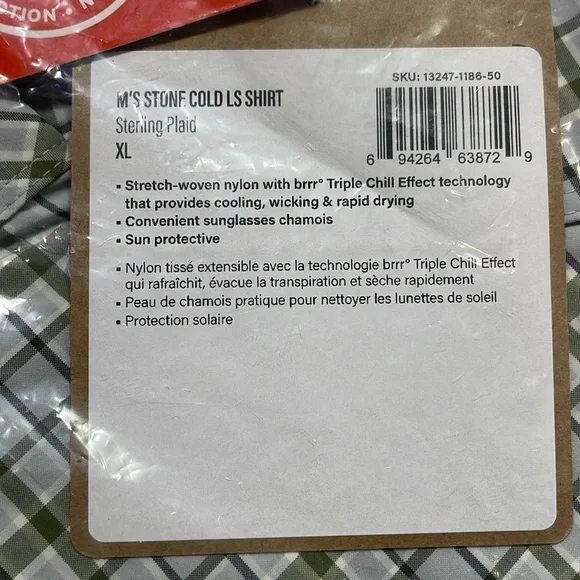 TION • N
SKU: 13247-1186-50
M'S STONE COLD LS SHIRT
Sterling Plaid
XL
6 94264 63872 9
▪ Stretch-woven nylon with brrr° Triple Chill Effect technology
that provides cooling, wicking & rapid drying
▪ Convenient sunglasses chamois
▪ Sun protective
▪ Nylon tissé extensible avec la technologie brrr° Triple Chill Effect
qui rafraîchit, évacue la transpiration et sèche rapidement
▪ Peau de chamois pratique pour nettoyer les lunettes de soleil
▪ Protection solaire